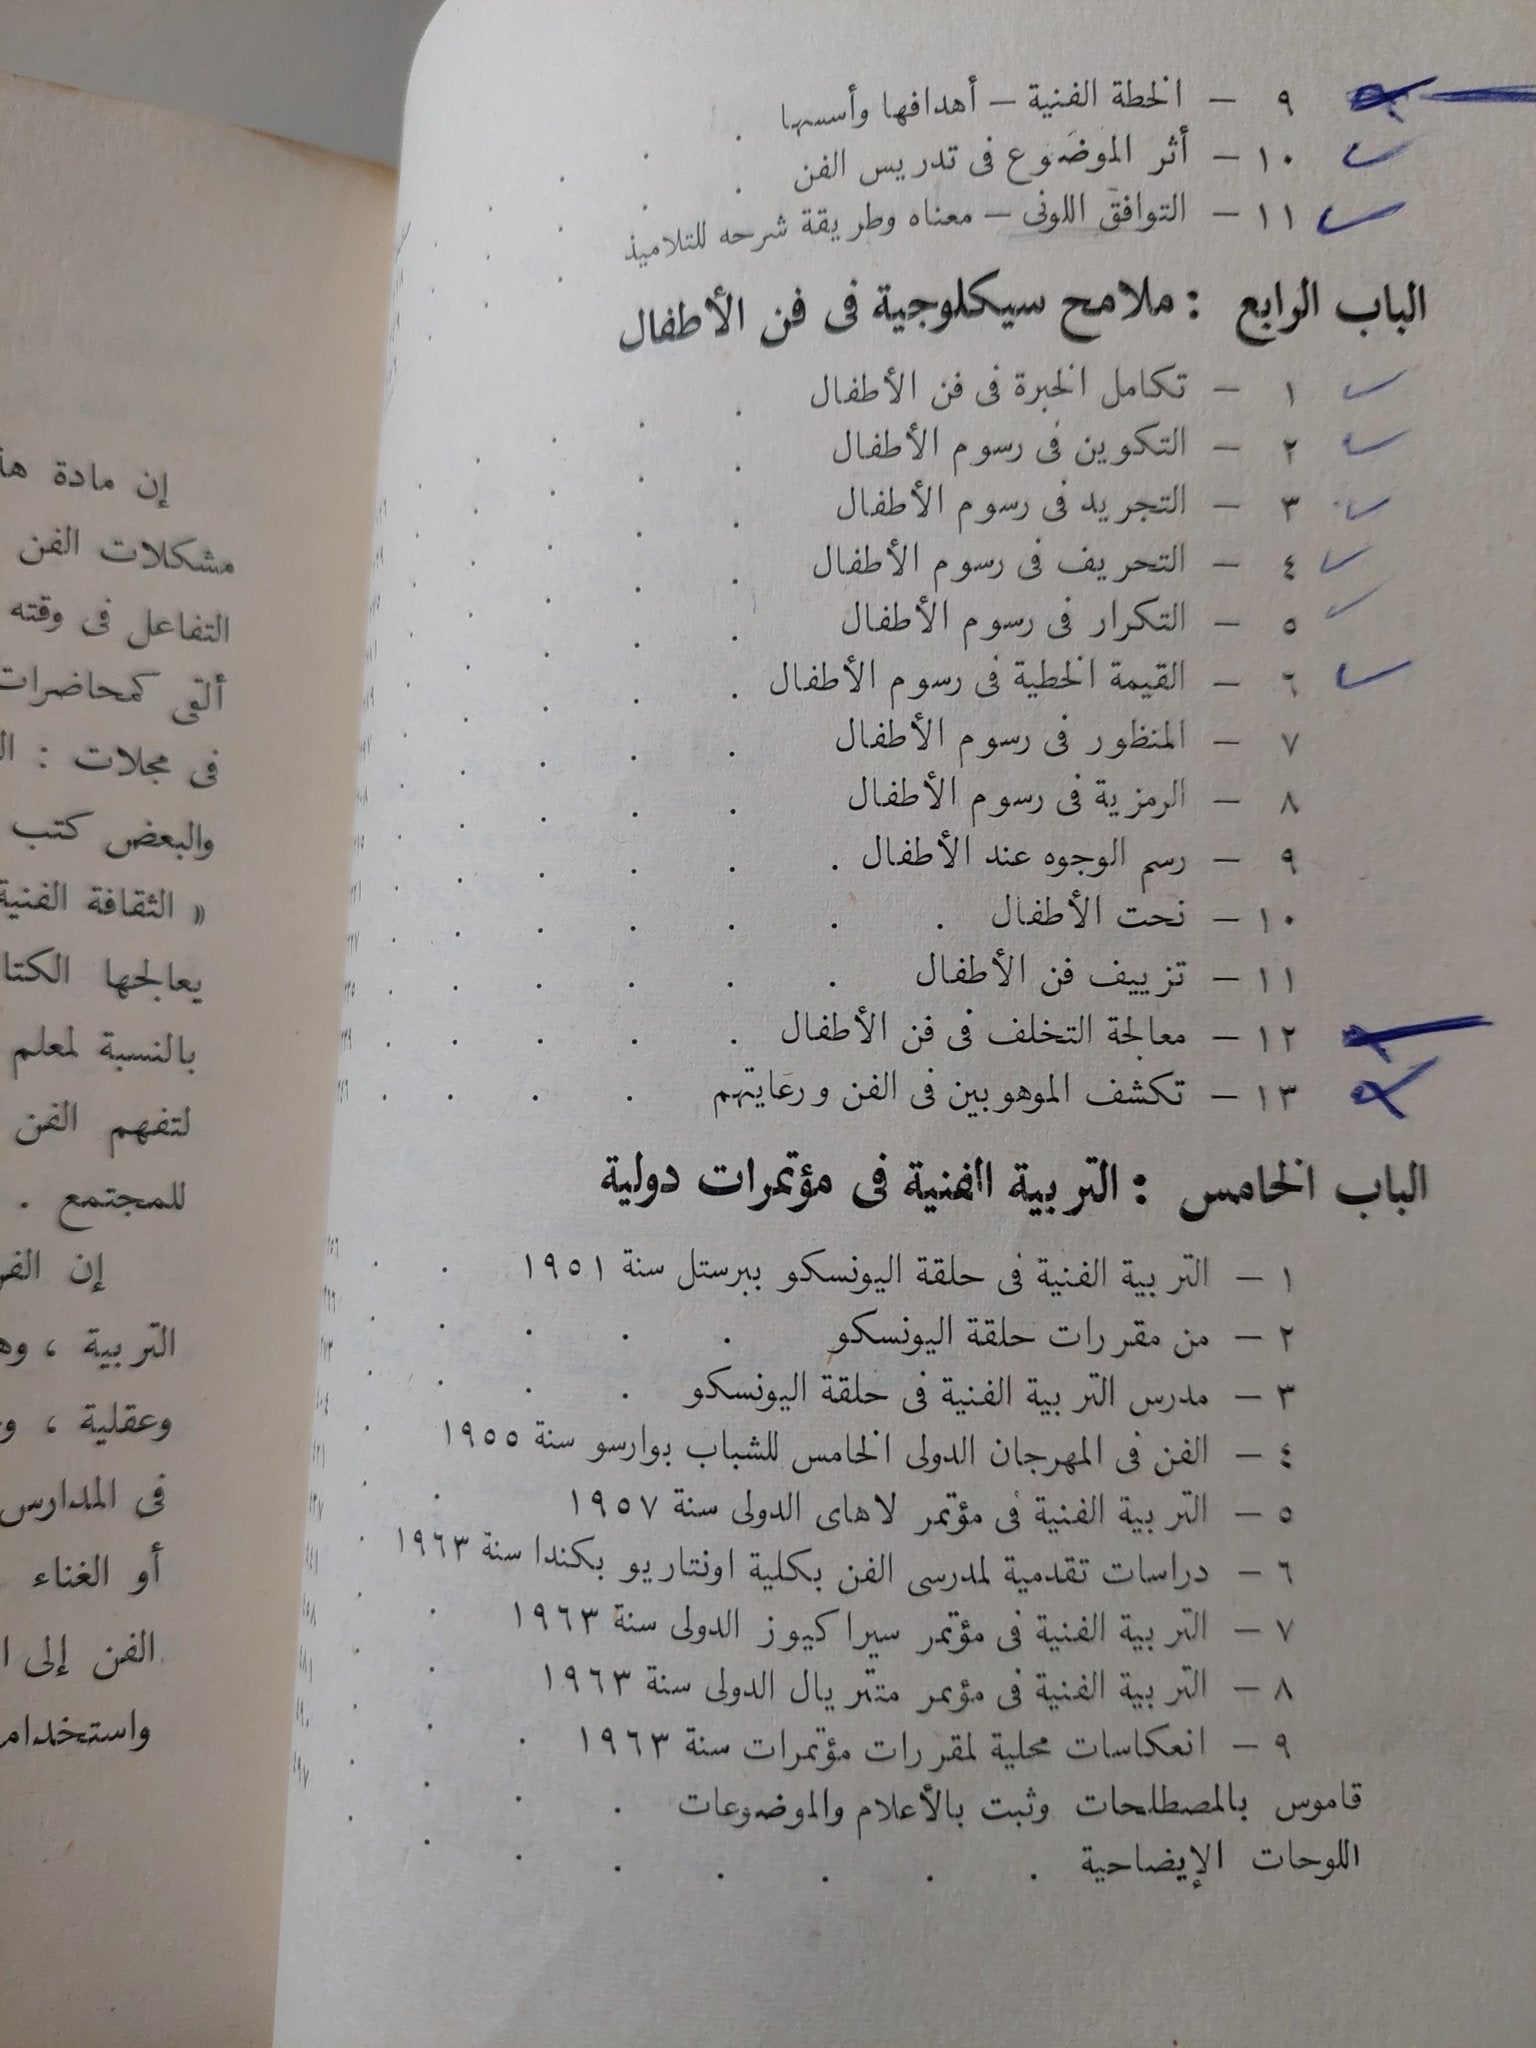 ٩ – الخطة الفنية – أهدافها وأسسها
١٠ – أثر الموضوع فى تدريس الفن
١١ – التوافق اللونى – معناه وطريقة شرحه للتلاميذ
الباب الرابع : ملامح سيكلوجية فى فن الأطفال
١ – تكامل الخبرة فى فن الأطفال
٢ – التكوين فى رسوم الأطفال
٣ – التجريد فى رسوم الأطفال
٤ – التحريف فى رسوم الأطفال
٥ – التكرار فى رسوم الأطفال
٦ – القيمة الخطية فى رسوم الأطفال
٧ – المنظور فى رسوم الأطفال
٨ – الرمزية فى رسوم الأطفال
٩ – رسم الوجوه عند الأطفال
١٠ – نحت الأطفال
١١ – تزييف فن الأطفال
١٢ – معالجة التخلف فى فن الأطفال
١٣ – تكشف الموهوبين فى الفن ورعايتهم
الباب الخامس : التربية الفنية فى مؤتمرات دولية
١ – التربية الفنية فى حلقة اليونسكو ببرستل سنة ١٩٥١
٢ – من مقررات حلقة اليونسكو
٣ – مدرس التربية الفنية فى حلقة اليونسكو
٤ – الفن فى المهرجان الدولى الخامس للشباب بوارسو سنة ١٩٥٥
٥ – التربية الفنية فى مؤتمر لاهاى الدولى سنة ١٩٥٧
٦ – دراسات تقدمية لمدرسى الفن بكلية اونتاريو بكندا سنة ١٩٦٣
٧ – التربية الفنية فى مؤتمر سيراكيوز الدولى سنة ١٩٦٣
٨ – التربية الفنية فى مؤتمر متتريال الدولى سنة ١٩٦٣
٩ – انعكاسات محلية لمقررات مؤتمرات سنة ١٩٦٣
قاموس بالمصطلحات وثبت بالأعلام والموضوعات
اللوحات الإيضاحية
إن مادة
مشكلات الفن
التفاعل فى وقته
ألقى كمحاضرات
فى مجلات :
والبعض كتب
« الثقافة الفنية
يعالجها
بالنسبة لمعلم
لتفهم الفن
للمجتمع .
إن
التربية ،
وعقلية ،
فى المدارس
أو الغناء
الفن إلى